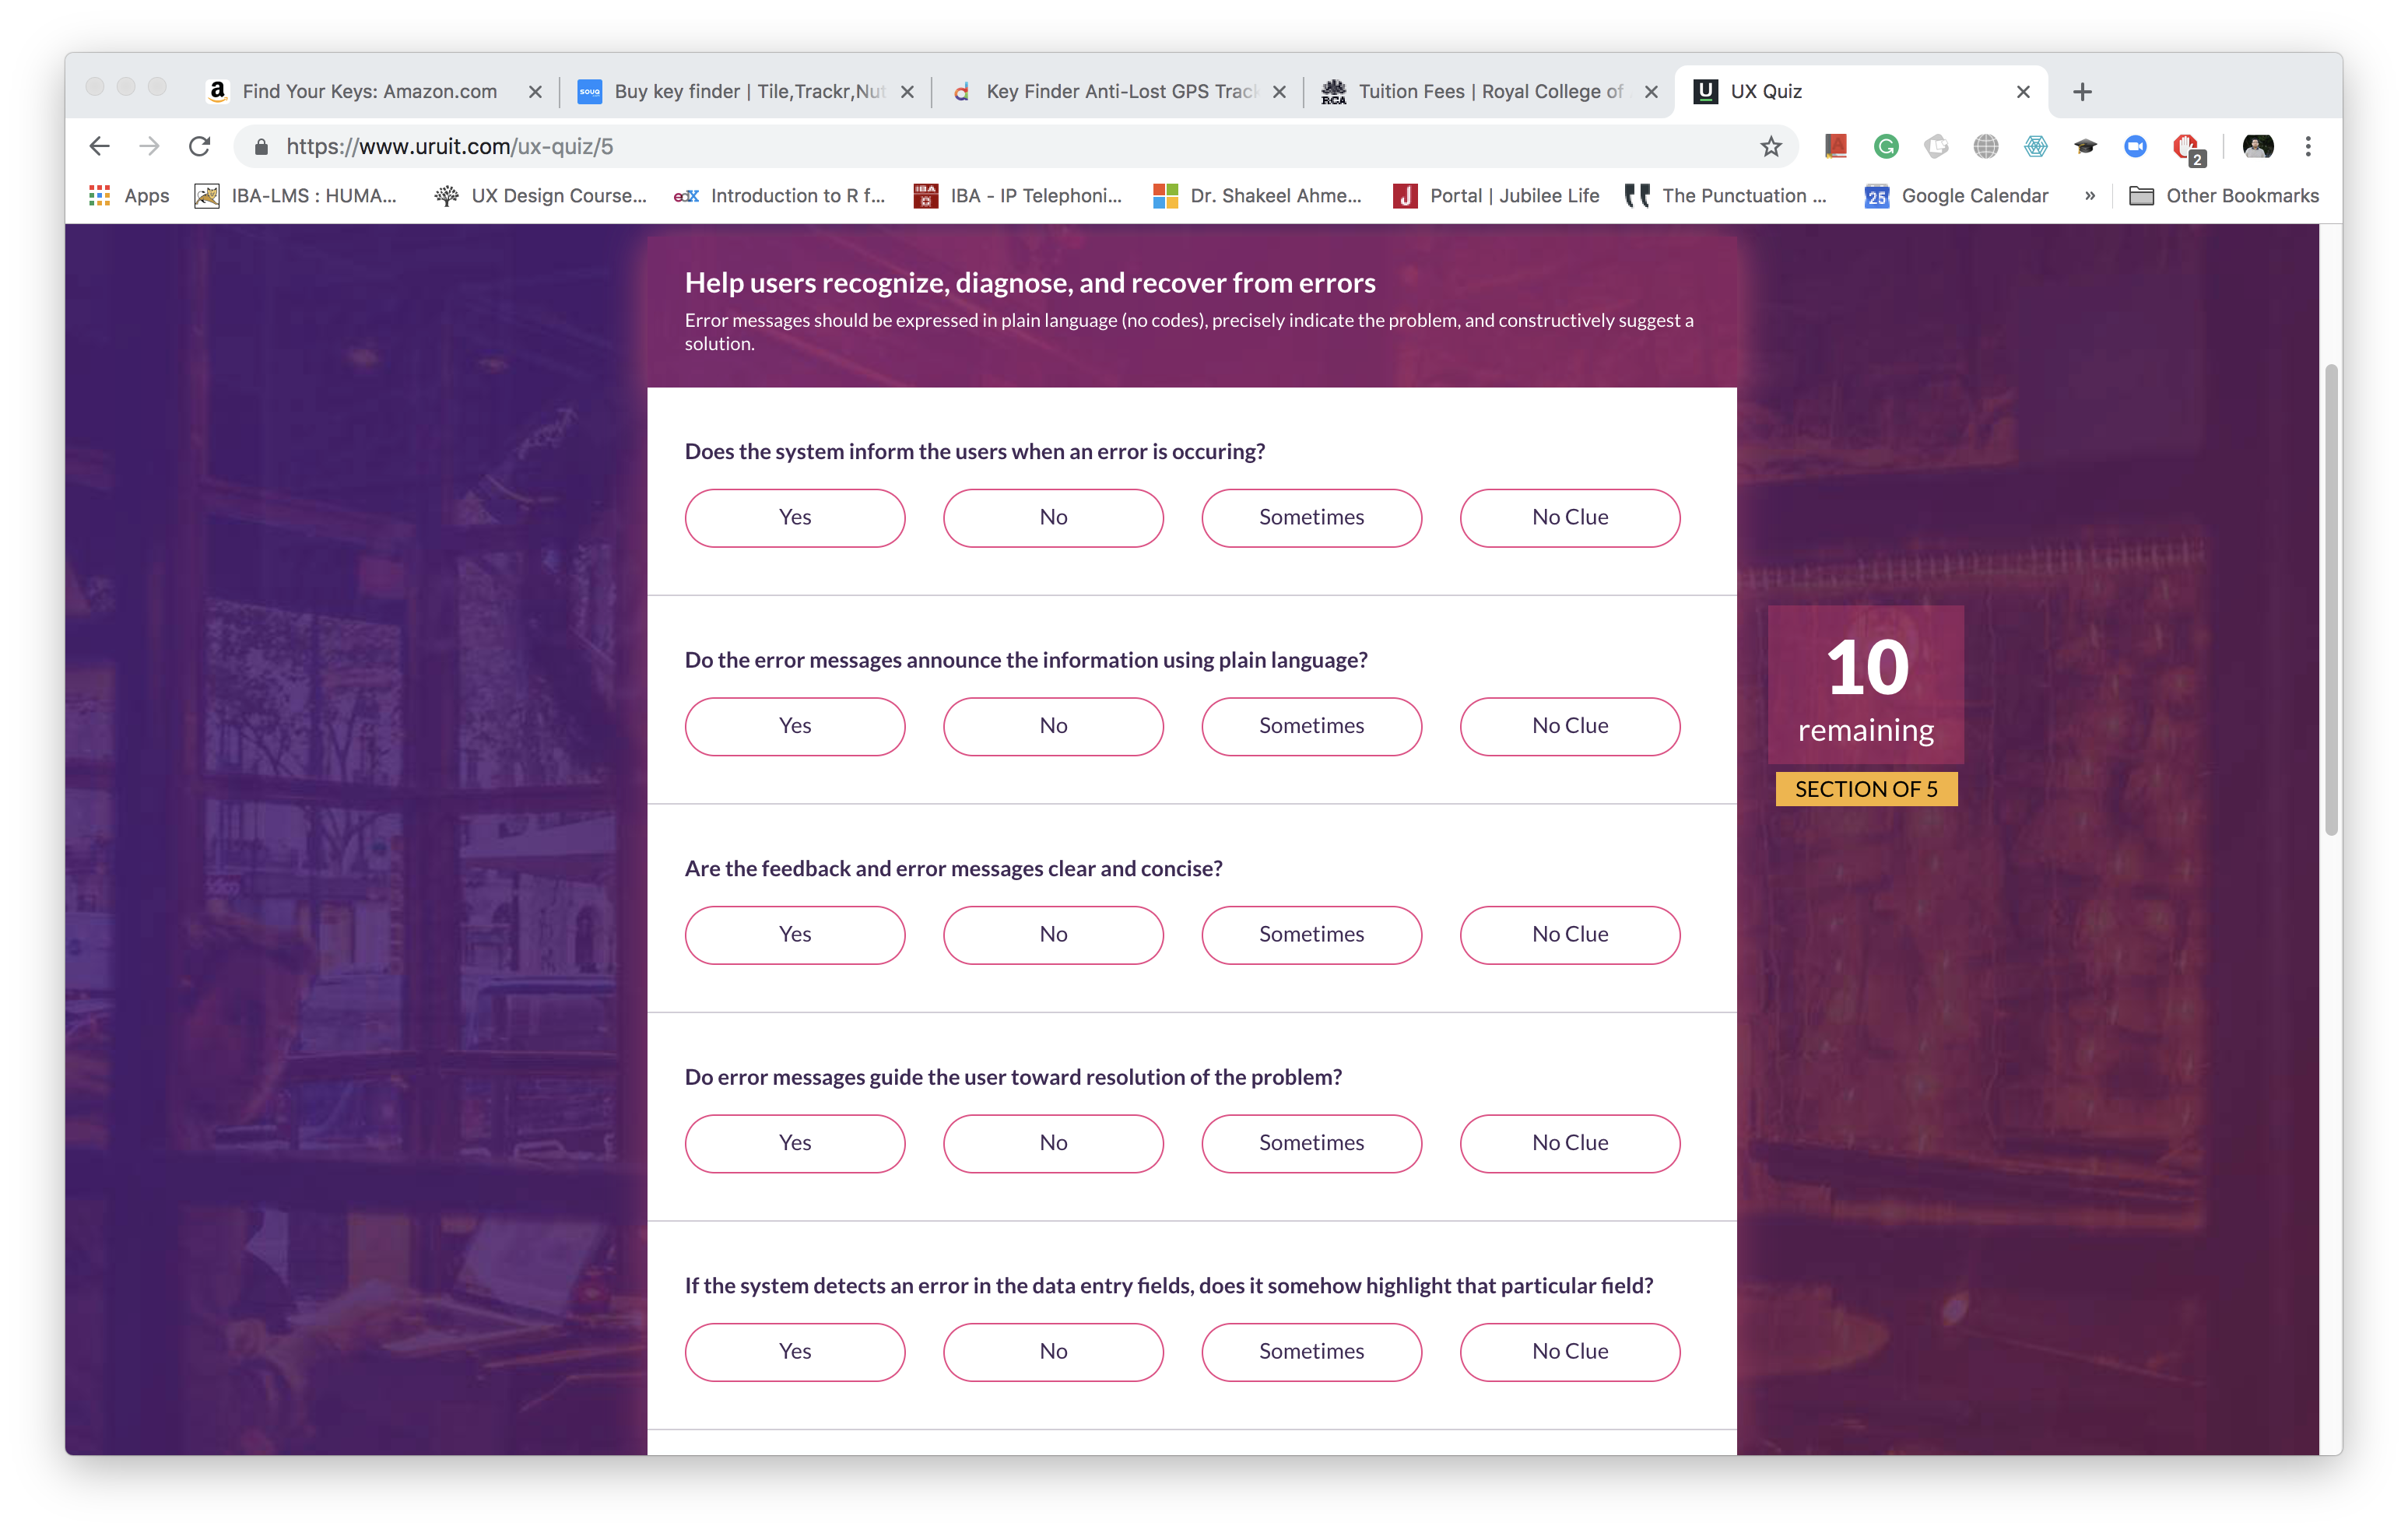 Find Your Keys: Amazon.com
Buy key finder | Tile,Trackr,Nut
Key Finder Anti-Lost GPS Track
Tuition Fees | Royal College of
UX Quiz
https://www.uruit.com/ux-quiz/5
2
Apps
IBA-LMS : HUMA...
UX Design Course...
edX
Introduction to R f...
IBA
IBA - IP Telephoni...
Dr. Shakeel Ahme...
Portal | Jubilee Life
The Punctuation ...
25
Google Calendar
»
Other Bookmarks
Help users recognize, diagnose, and recover from errors
Error messages should be expressed in plain language (no codes), precisely indicate the problem, and constructively suggest a
solution.
Does the system inform the users when an error is occuring?
Yes No Sometimes No Clue
Do the error messages announce the information using plain language?
Yes No Sometimes No Clue
10
remaining
SECTION OF 5
Are the feedback and error messages clear and concise?
Yes No Sometimes No Clue
Do error messages guide the user toward resolution of the problem?
Yes No Sometimes No Clue
If the system detects an error in the data entry fields, does it somehow highlight that particular field?
Yes No Sometimes No Clue